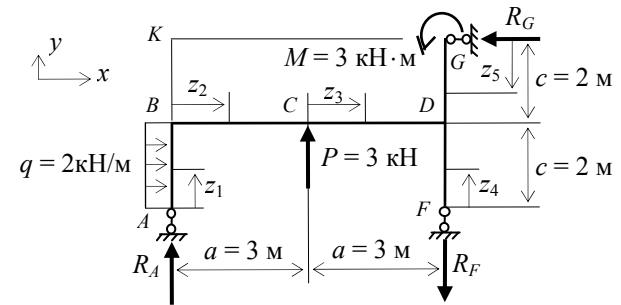 y
x
K
M = 3 кН·м
G
R_G
z_5
c = 2 м
B
z_2
C
z_3
D
q = 2кН/м
z_1
P = 3 кН
z_4
c = 2 м
A
F
R_A
a = 3 м
a = 3 м
R_F